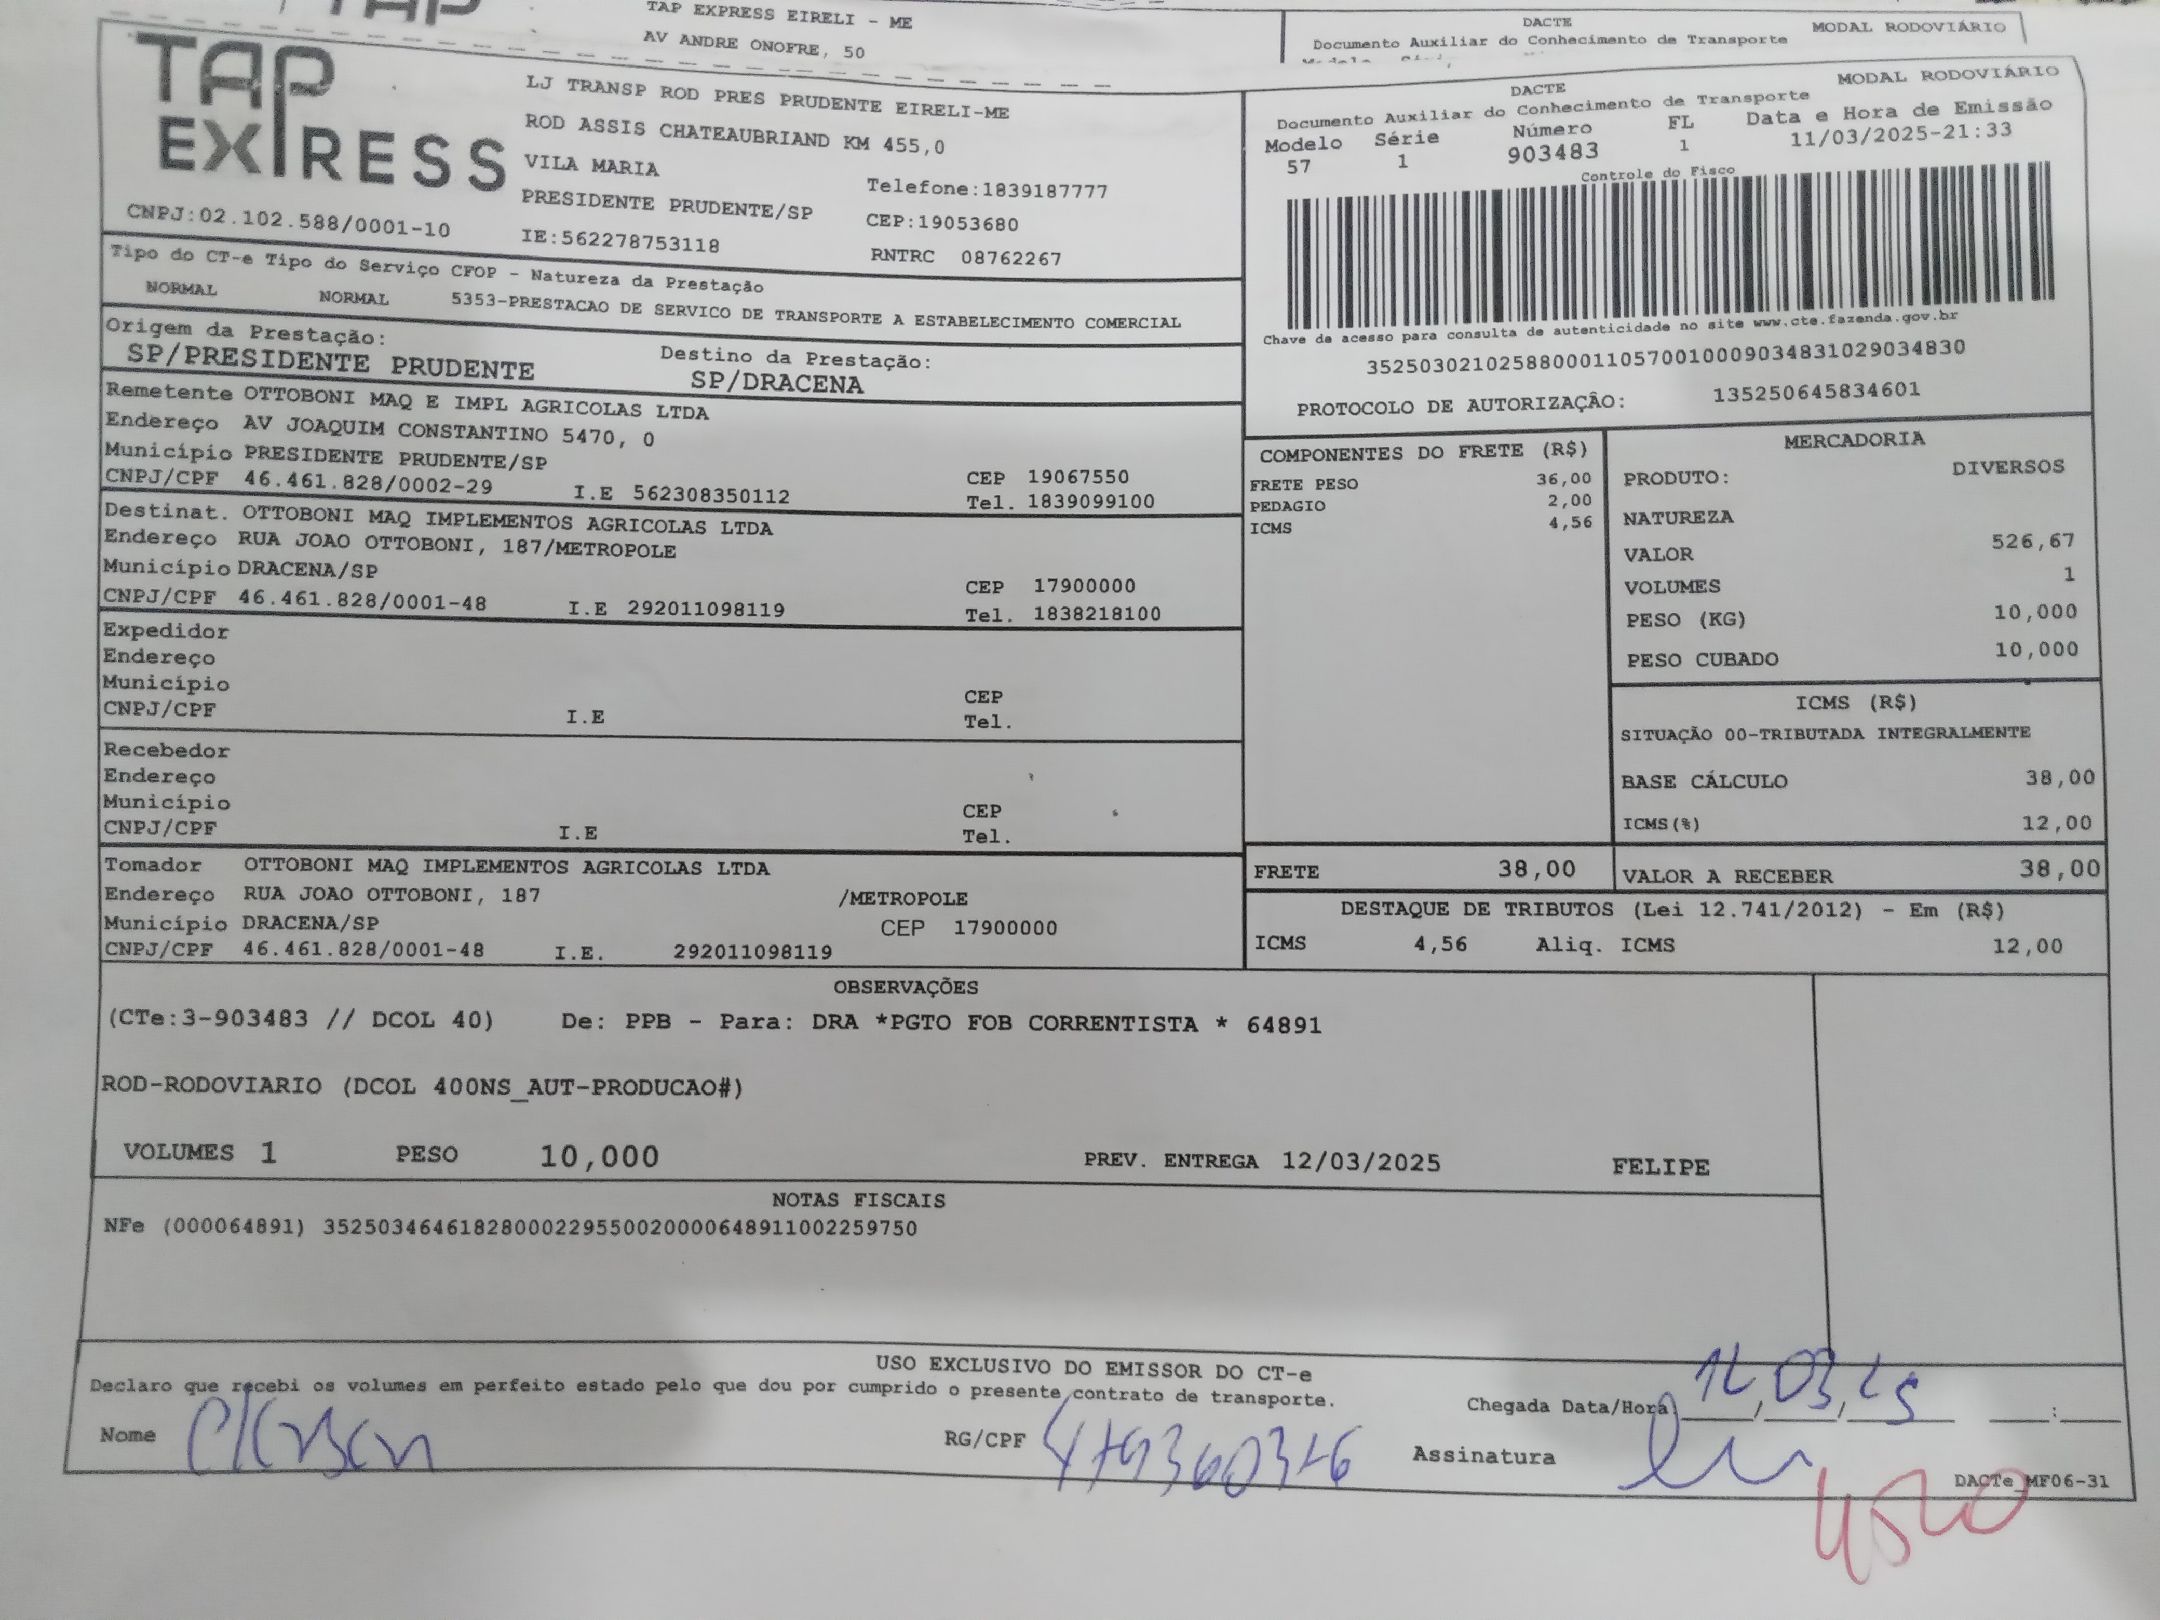 TAP
TAP EXPRESS EIRELI - ME
AV ANDRE ONOFRE, 50
DACTE
MODAL RODOVIÁRIO
Documento Auxiliar do Conhecimento de Transporte
TAP
EXPRESS
CNPJ:02.102.588/0001-10
LJ TRANSP ROD PRES PRUDENTE EIRELI-ME
ROD ASSIS CHATEAUBRIAND KM 455,0
VILA MARIA
Telefone:1839187777
PRESIDENTE PRUDENTE/SP
CEP:19053680
IE:562278753118
RNTRC 08762267
DACTE
MODAL RODOVIÁRIO
Documento Auxiliar do Conhecimento de Transporte
Modelo Série Número FL Data e Hora de Emissão
57 1 903483 1 11/03/2025-21:33
Controle do Fisco
Chave de acesso para consulta de autenticidade no site www.cte.fazenda.gov.br
35250302102588000110570010009034831029034830
PROTOCOLO DE AUTORIZAÇÃO: 135250645834601
Tipo do CT-e Tipo do Serviço CFOP - Natureza da Prestação
NORMAL NORMAL 5353-PRESTACAO DE SERVICO DE TRANSPORTE A ESTABELECIMENTO COMERCIAL
Origem da Prestação: Destino da Prestação:
SP/PRESIDENTE PRUDENTE SP/DRACENA
Remetente OTTOBONI MAQ E IMPL AGRICOLAS LTDA
Endereço AV JOAQUIM CONSTANTINO 5470, 0
Município PRESIDENTE PRUDENTE/SP CEP 19067550
CNPJ/CPF 46.461.828/0002-29 I.E 562308350112 Tel. 1839099100
Destinat. OTTOBONI MAQ IMPLEMENTOS AGRICOLAS LTDA
Endereço RUA JOAO OTTOBONI, 187/METROPOLE
Município DRACENA/SP CEP 17900000
CNPJ/CPF 46.461.828/0001-48 I.E 292011098119 Tel. 1838218100
Expedidor
Endereço
Município CEP
CNPJ/CPF I.E Tel.
Recebedor
Endereço
Município CEP
CNPJ/CPF I.E Tel.
Tomador OTTOBONI MAQ IMPLEMENTOS AGRICOLAS LTDA
Endereço RUA JOAO OTTOBONI, 187 /METROPOLE
Município DRACENA/SP CEP 17900000
CNPJ/CPF 46.461.828/0001-48 I.E. 292011098119
COMPONENTES DO FRETE (R$)
FRETE PESO 36,00
PEDAGIO 2,00
ICMS 4,56
MERCADORIA
PRODUTO: DIVERSOS
NATUREZA
VALOR 526,67
VOLUMES 1
PESO (KG) 10,000
PESO CUBADO 10,000
ICMS (R$)
SITUAÇÃO 00-TRIBUTADA INTEGRALMENTE
BASE CÁLCULO 38,00
ICMS(%) 12,00
FRETE 38,00 VALOR A RECEBER 38,00
DESTAQUE DE TRIBUTOS (Lei 12.741/2012) - Em (R$)
ICMS 4,56 Aliq. ICMS 12,00
OBSERVAÇÕES
(CTe:3-903483 // DCOL 40) De: PPB - Para: DRA *PGTO FOB CORRENTISTA * 64891
ROD-RODOVIARIO (DCOL 400NS_AUT-PRODUCAO#)
VOLUMES 1 PESO 10,000 PREV. ENTREGA 12/03/2025 FELIPE
NOTAS FISCAIS
NFe (000064891) 35250346461828000229550020000648911002259750
USO EXCLUSIVO DO EMISSOR DO CT-e
Declaro que recebi os volumes em perfeito estado pelo que dou por cumprido o presente contrato de transporte.
Chegada Data/Hora 12,03,25 :
Nome RG/CPF Assinatura
DACTe_MF06-31